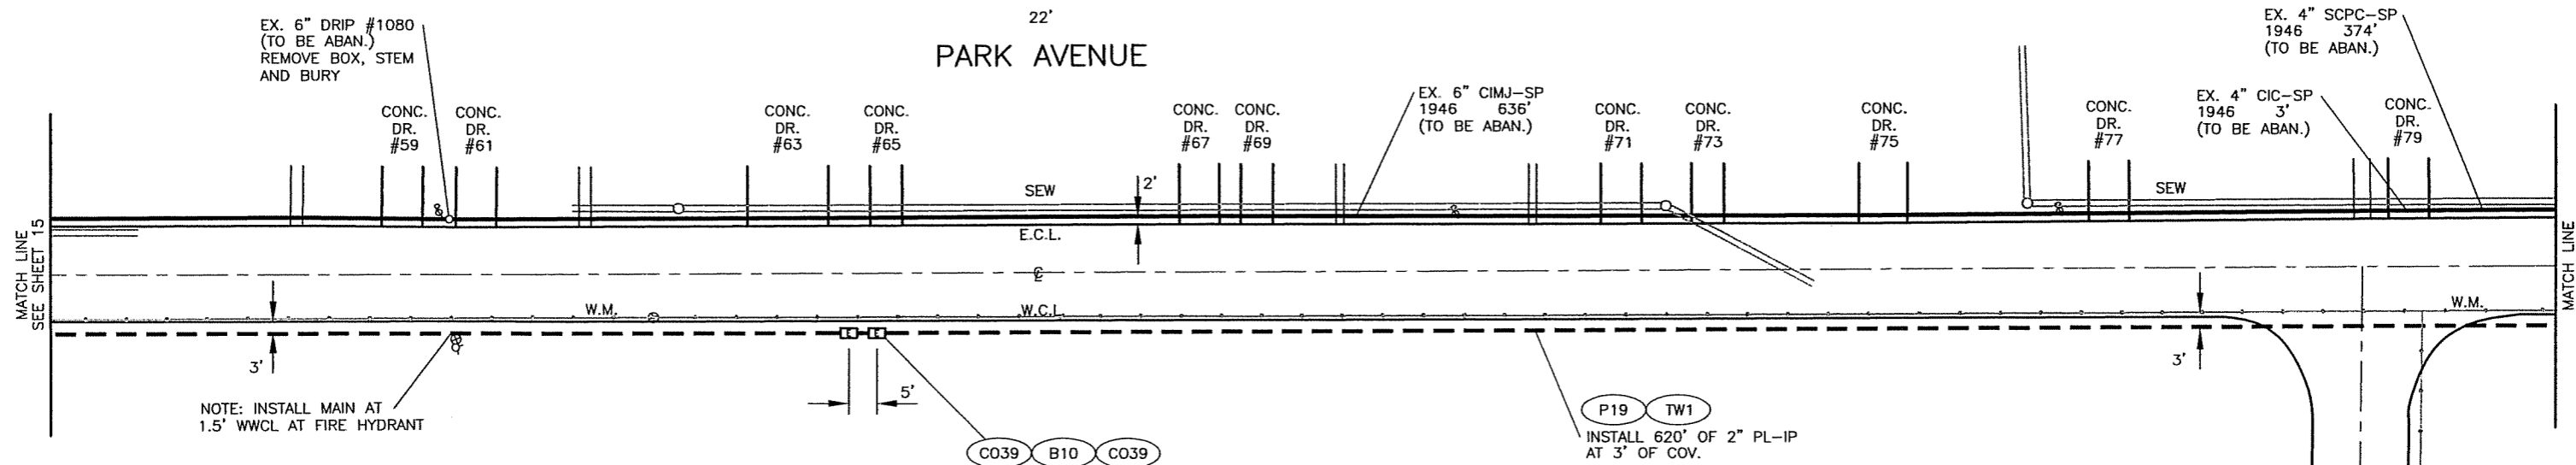 22'
PARK AVENUE
EX. 6" DRIP #1080
(TO BE ABAN.)
REMOVE BOX, STEM
AND BURY
EX. 4" SCPC-SP
1946 374'
(TO BE ABAN.)
EX. 6" CIMJ-SP
1946 636'
(TO BE ABAN.)
EX. 4" CIC-SP
1946 3'
(TO BE ABAN.)
CONC.
DR.
#59
CONC.
DR.
#61
CONC.
DR.
#63
CONC.
DR.
#65
CONC.
DR.
#67
CONC.
DR.
#69
CONC.
DR.
#71
CONC.
DR.
#73
CONC.
DR.
#75
CONC.
DR.
#77
CONC.
DR.
#79
SEW
2'
SEW
E.C.L.
MATCH LINE
SEE SHEET 15
MATCH LINE
W.M.
W.C.L.
W.M.
E
E
3'
5'
3'
NOTE: INSTALL MAIN AT
1.5' WWCL AT FIRE HYDRANT
CO39 B10 CO39
P19 TW1
INSTALL 620' OF 2" PL-IP
AT 3' OF COV.